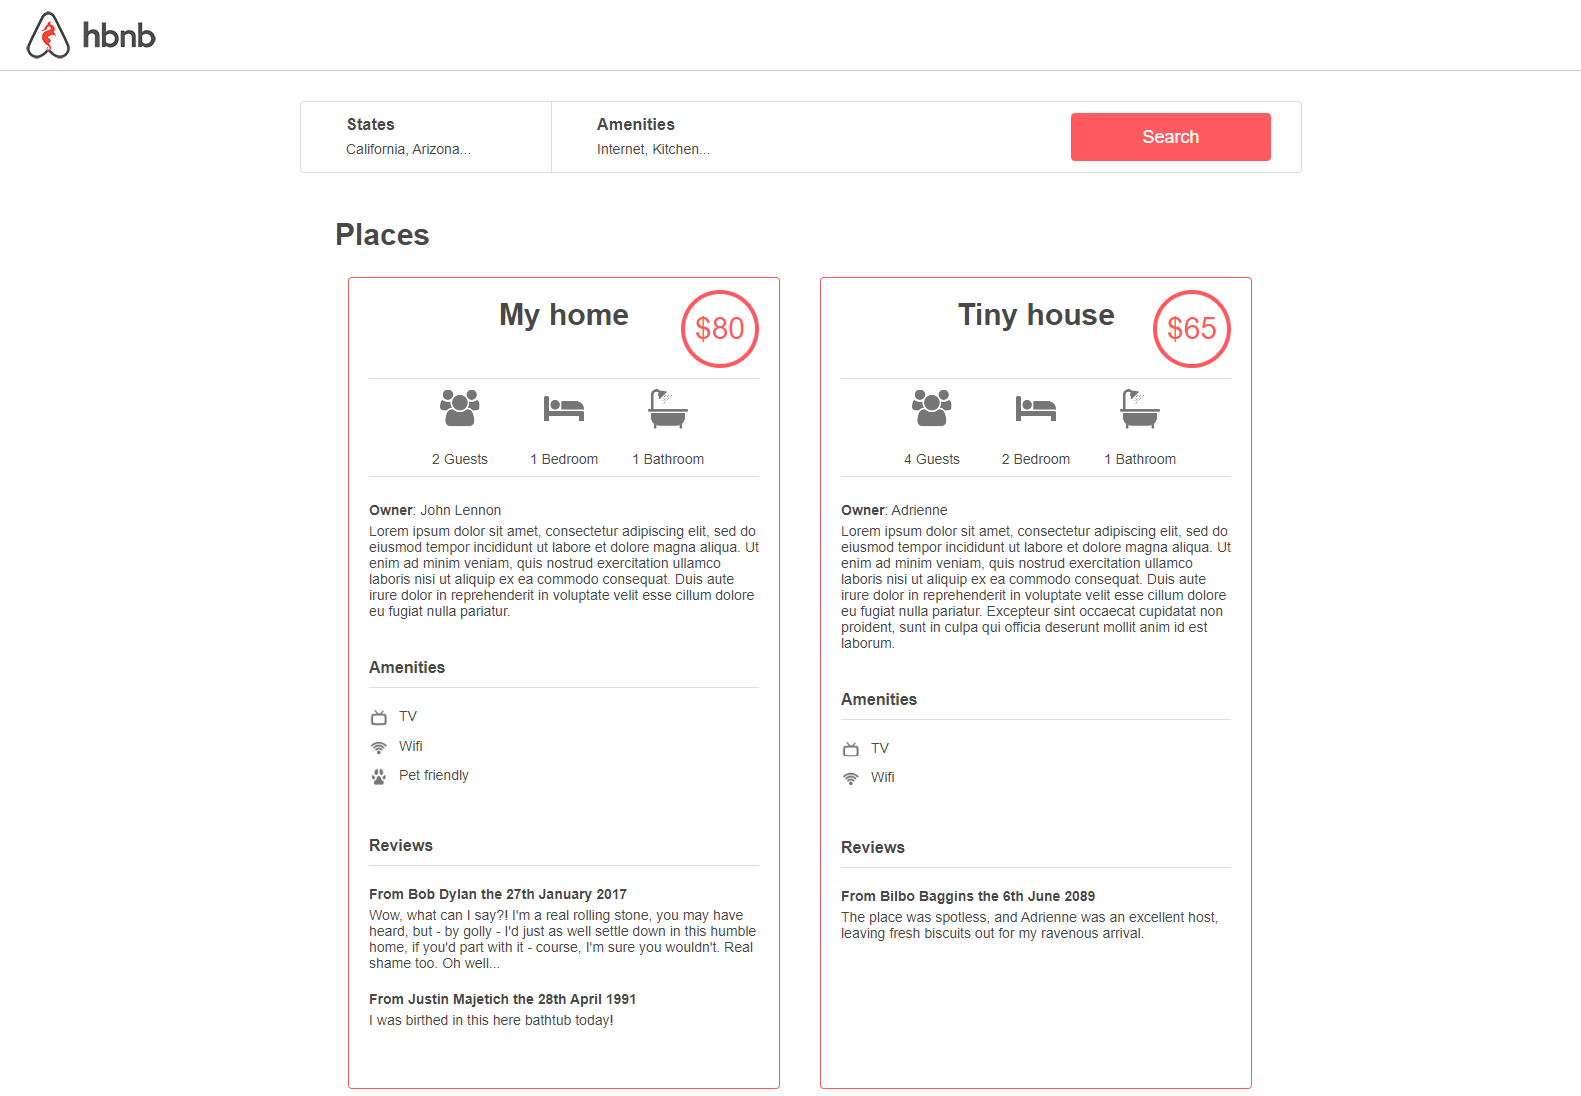 hbnb
States
California, Arizona...
Amenities
Internet, Kitchen...
Search
Places
My home
$80
2 Guests
1 Bedroom
1 Bathroom
Owner: John Lennon
Lorem ipsum dolor sit amet, consectetur adipiscing elit, sed do
eiusmod tempor incididunt ut labore et dolore magna aliqua. Ut
enim ad minim veniam, quis nostrud exercitation ullamco
laboris nisi ut aliquip ex ea commodo consequat. Duis aute
irure dolor in reprehenderit in voluptate velit esse cillum dolore
eu fugiat nulla pariatur.
Amenities
TV
Wifi
Pet friendly
Reviews
From Bob Dylan the 27th January 2017
Wow, what can I say?! I'm a real rolling stone, you may have
heard, but - by golly - I'd just as well settle down in this humble
home, if you'd part with it - course, I'm sure you wouldn't. Real
shame too. Oh well...
From Justin Majetich the 28th April 1991
I was birthed in this here bathtub today!
Tiny house
$65
4 Guests
2 Bedroom
1 Bathroom
Owner: Adrienne
Lorem ipsum dolor sit amet, consectetur adipiscing elit, sed do
eiusmod tempor incididunt ut labore et dolore magna aliqua. Ut
enim ad minim veniam, quis nostrud exercitation ullamco
laboris nisi ut aliquip ex ea commodo consequat. Duis aute
irure dolor in reprehenderit in voluptate velit esse cillum dolore
eu fugiat nulla pariatur. Excepteur sint occaecat cupidatat non
proident, sunt in culpa qui officia deserunt mollit anim id est
laborum.
Amenities
TV
Wifi
Reviews
From Bilbo Baggins the 6th June 2089
The place was spotless, and Adrienne was an excellent host,
leaving fresh biscuits out for my ravenous arrival.